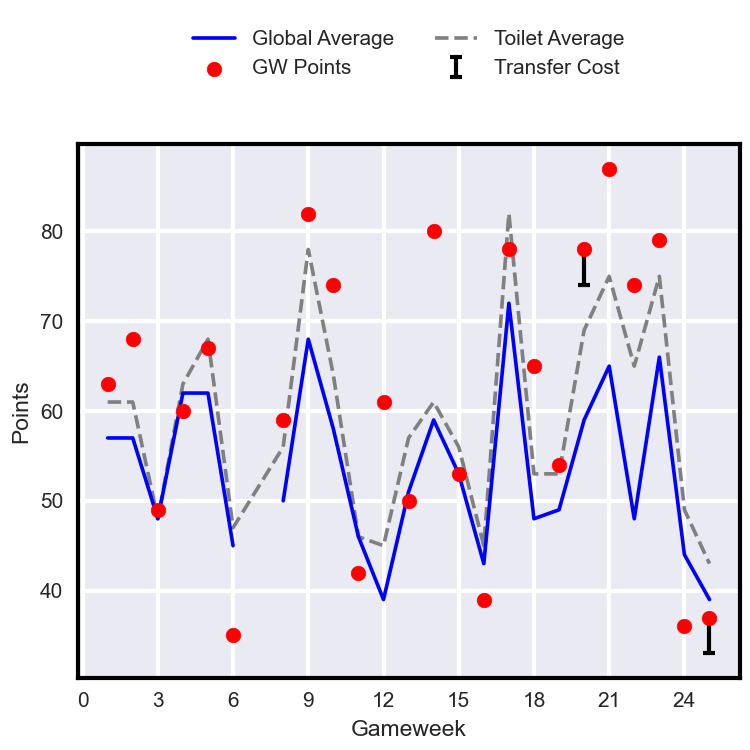 Global Average
Toilet Average
GW Points
Transfer Cost
80
70
60
50
40
Points
0 3 6 9 12 15 18 21 24
Gameweek